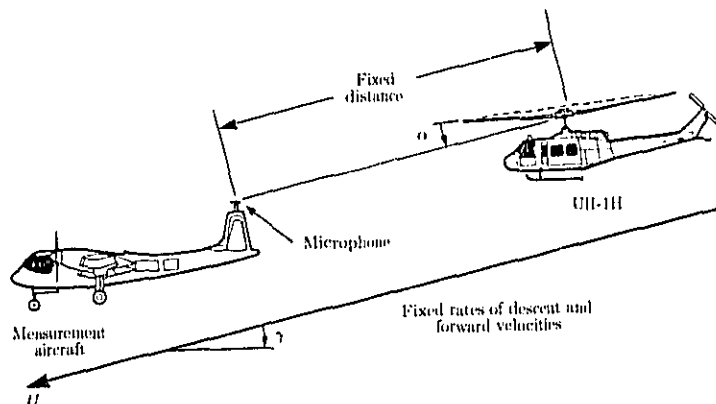 Fixed
distance
α
UH-1H
Microphone
Fixed rates of descent and
forward velocities
Measurement
aircraft
γ
U